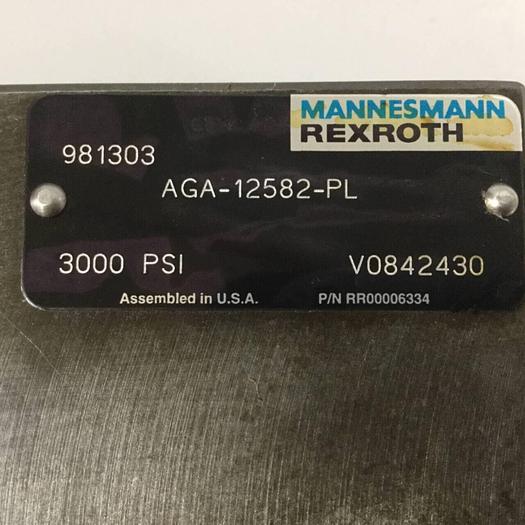 MANNESMANN
REXROTH
981303
AGA-12582-PL
3000 PSI V0842430
Assembled in U.S.A. P/N RR00006334